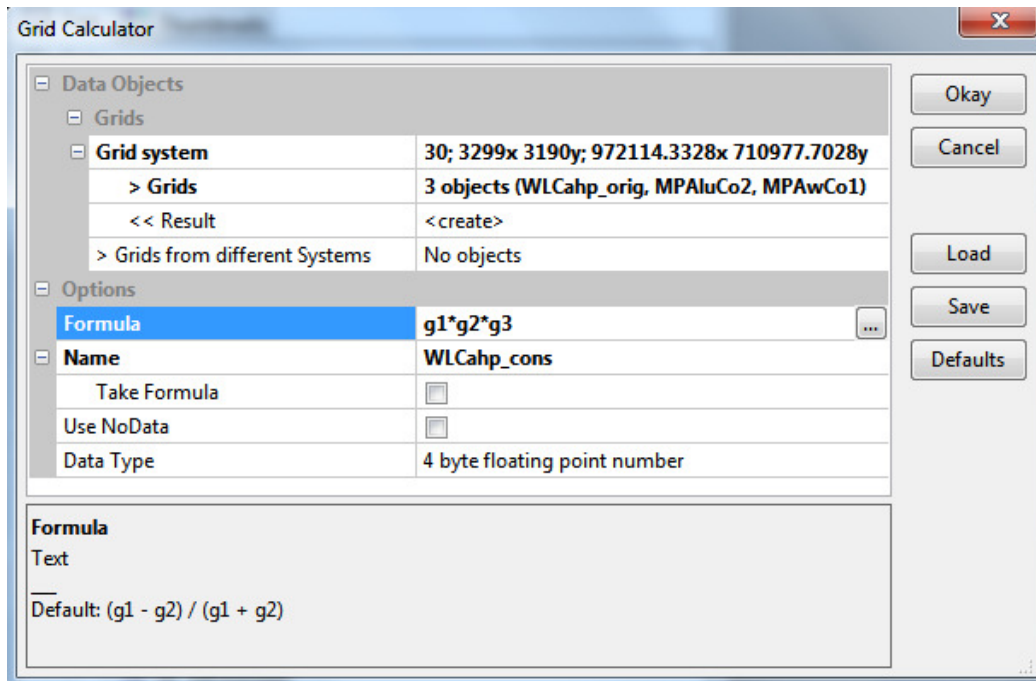 Grid Calculator
Data Objects
Grids
Grid system 30; 3299x 3190y; 972114.3328x 710977.7028y
> Grids 3 objects (WLCahp_orig, MPAluCo2, MPAwCo1)
<< Result <create>
> Grids from different Systems No objects
Options
Formula g1*g2*g3 ...
Name WLCahp_cons
Take Formula
Use NoData
Data Type 4 byte floating point number
Okay
Cancel
Load
Save
Defaults
Formula
Text
Default: (g1 - g2) / (g1 + g2)